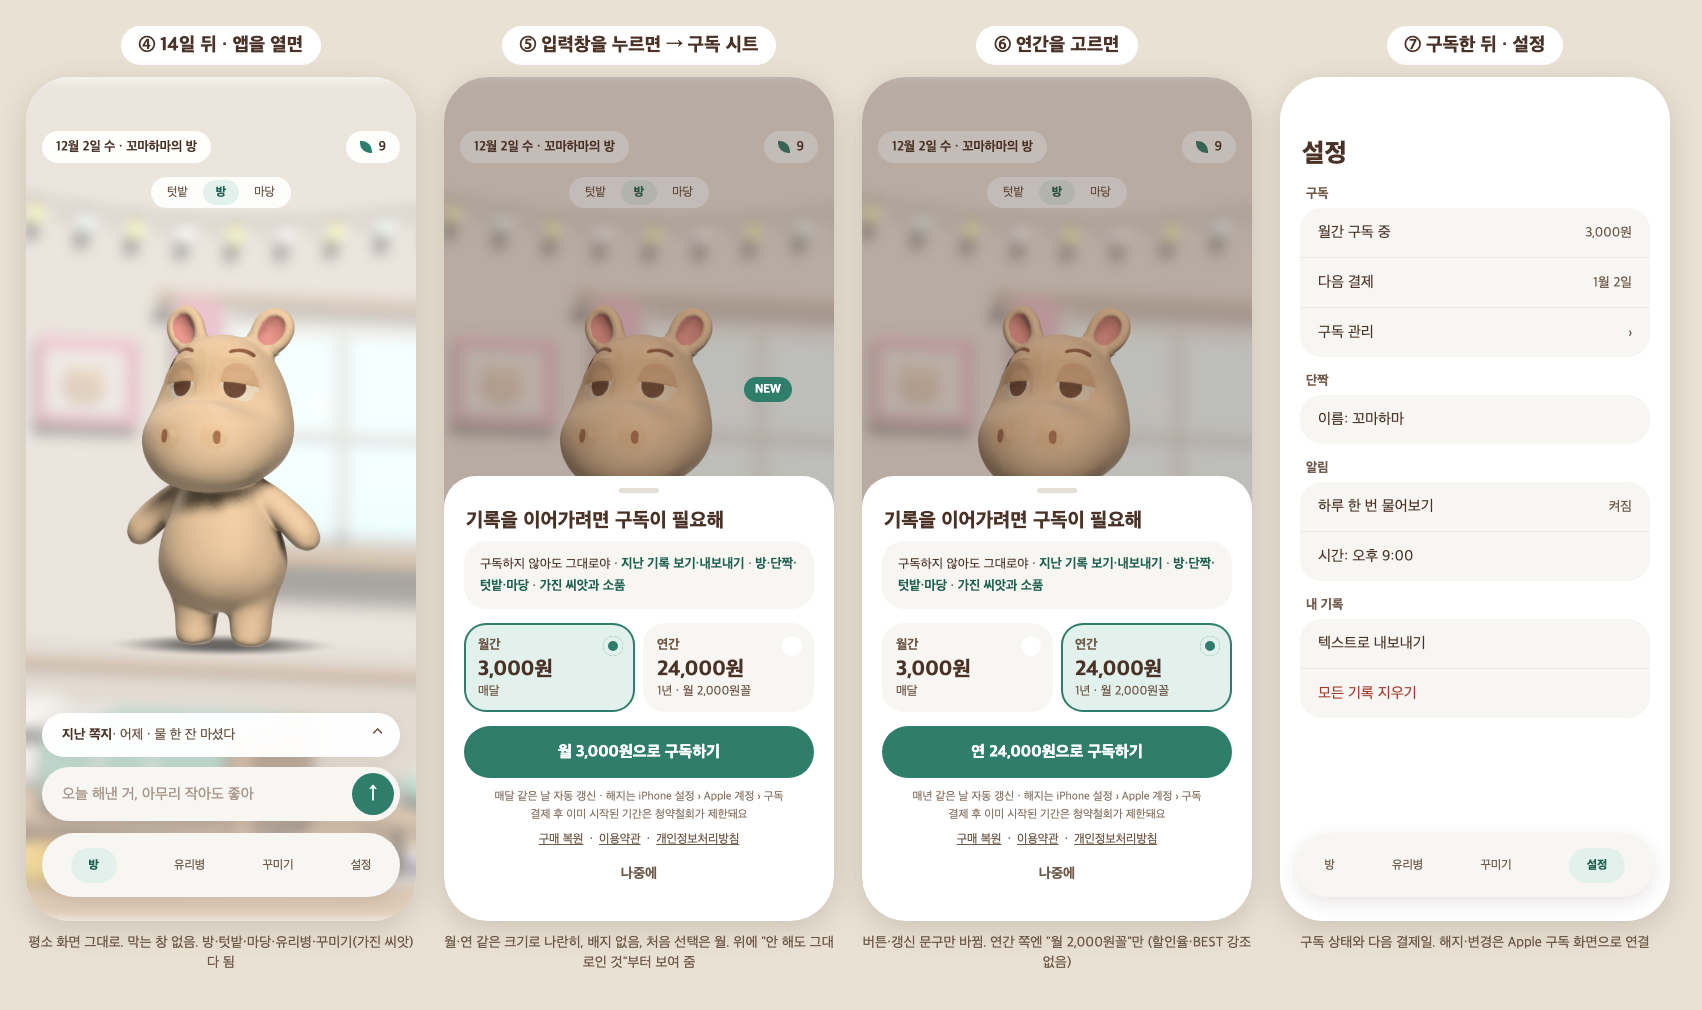 ④ 14일 뒤 · 앱을 열면
12월 2일 수 · 꼬마하마의 방
9
텃밭 방 마당
지난 쪽지 · 어제 · 물 한 잔 마셨다
오늘 해낸 거, 아무리 작아도 좋아
방 유리병 꾸미기 설정
평소 화면 그대로. 막는 창 없음. 방·텃밭·마당·유리병·꾸미기(가진 씨앗)
다 됨
⑤ 입력창을 누르면 → 구독 시트
12월 2일 수 · 꼬마하마의 방
9
텃밭 방 마당
NEW
기록을 이어가려면 구독이 필요해
구독하지 않아도 그대로야 · 지난 기록 보기·내보내기 · 방·단짝·
텃밭·마당 · 가진 씨앗과 소품
월간
3,000원
매달
연간
24,000원
1년 · 월 2,000원꼴
월 3,000원으로 구독하기
매달 같은 날 자동 갱신 · 해지는 iPhone 설정 › Apple 계정 › 구독
결제 후 이미 시작된 기간은 청약철회가 제한돼요
구매 복원 · 이용약관 · 개인정보처리방침
나중에
월·연 같은 크기로 나란히, 배지 없음, 처음 선택은 월. 위에 "안 해도 그대
로인 것"부터 보여 줌
⑥ 연간을 고르면
12월 2일 수 · 꼬마하마의 방
9
텃밭 방 마당
기록을 이어가려면 구독이 필요해
구독하지 않아도 그대로야 · 지난 기록 보기·내보내기 · 방·단짝·
텃밭·마당 · 가진 씨앗과 소품
월간
3,000원
매달
연간
24,000원
1년 · 월 2,000원꼴
연 24,000원으로 구독하기
매년 같은 날 자동 갱신 · 해지는 iPhone 설정 › Apple 계정 › 구독
결제 후 이미 시작된 기간은 청약철회가 제한돼요
구매 복원 · 이용약관 · 개인정보처리방침
나중에
버튼·갱신 문구만 바뀜. 연간 쪽엔 "월 2,000원꼴"만 (할인율·BEST 강조
없음)
⑦ 구독한 뒤 · 설정
설정
구독
월간 구독 중 3,000원
다음 결제 1월 2일
구독 관리 ›
단짝
이름: 꼬마하마
알림
하루 한 번 물어보기 켜짐
시간: 오후 9:00
내 기록
텍스트로 내보내기
모든 기록 지우기
방 유리병 꾸미기 설정
구독 상태와 다음 결제일. 해지·변경은 Apple 구독 화면으로 연결